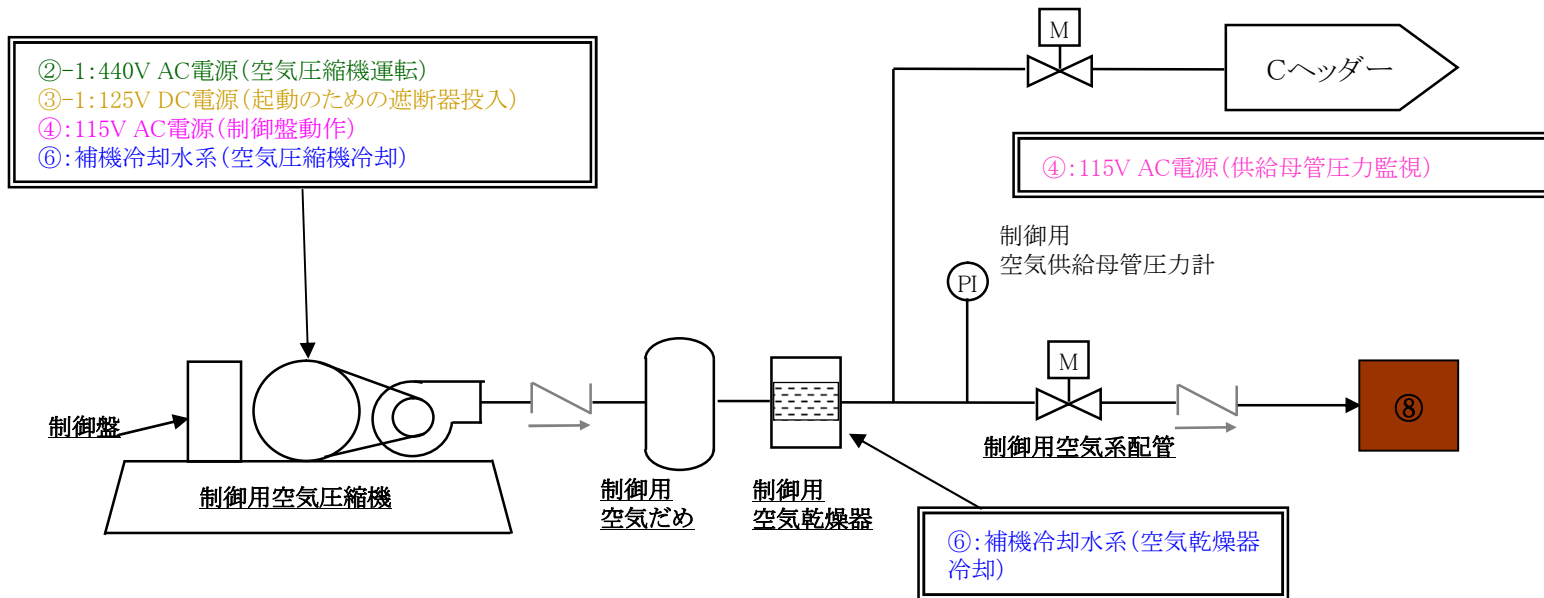 M
Cヘッダー
②-1:440V AC電源(空気圧縮機運転)
③-1:125V DC電源(起動のための遮断器投入)
④:115V AC電源(制御盤動作)
⑥:補機冷却水系(空気圧縮機冷却)
④:115V AC電源(供給母管圧力監視)
制御用
空気供給母管圧力計
PI
M
⑧
制御盤
制御用空気圧縮機
制御用
空気だめ
制御用
空気乾燥器
制御用空気系配管
⑥:補機冷却水系(空気乾燥器
冷却)